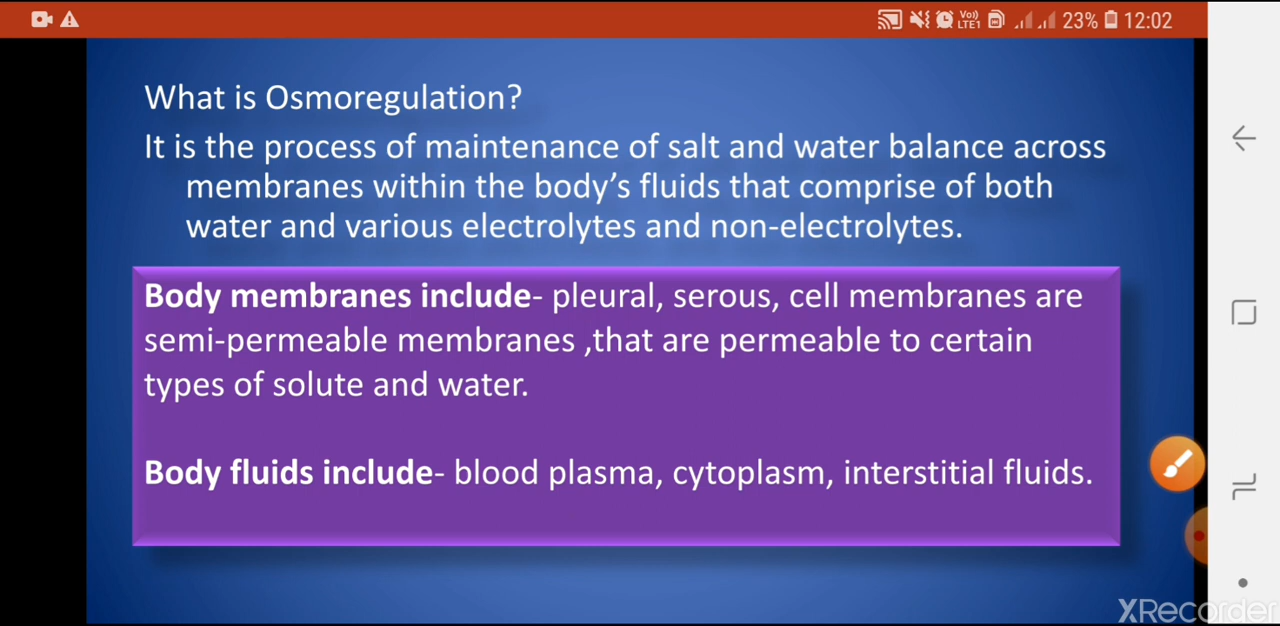 Vo))
LTE1
23%
12:02
What is Osmoregulation?
It is the process of maintenance of salt and water balance across
membranes within the body’s fluids that comprise of both
water and various electrolytes and non-electrolytes.
Body membranes include- pleural, serous, cell membranes are
semi-permeable membranes ,that are permeable to certain
types of solute and water.
Body fluids include- blood plasma, cytoplasm, interstitial fluids.
XRecorder